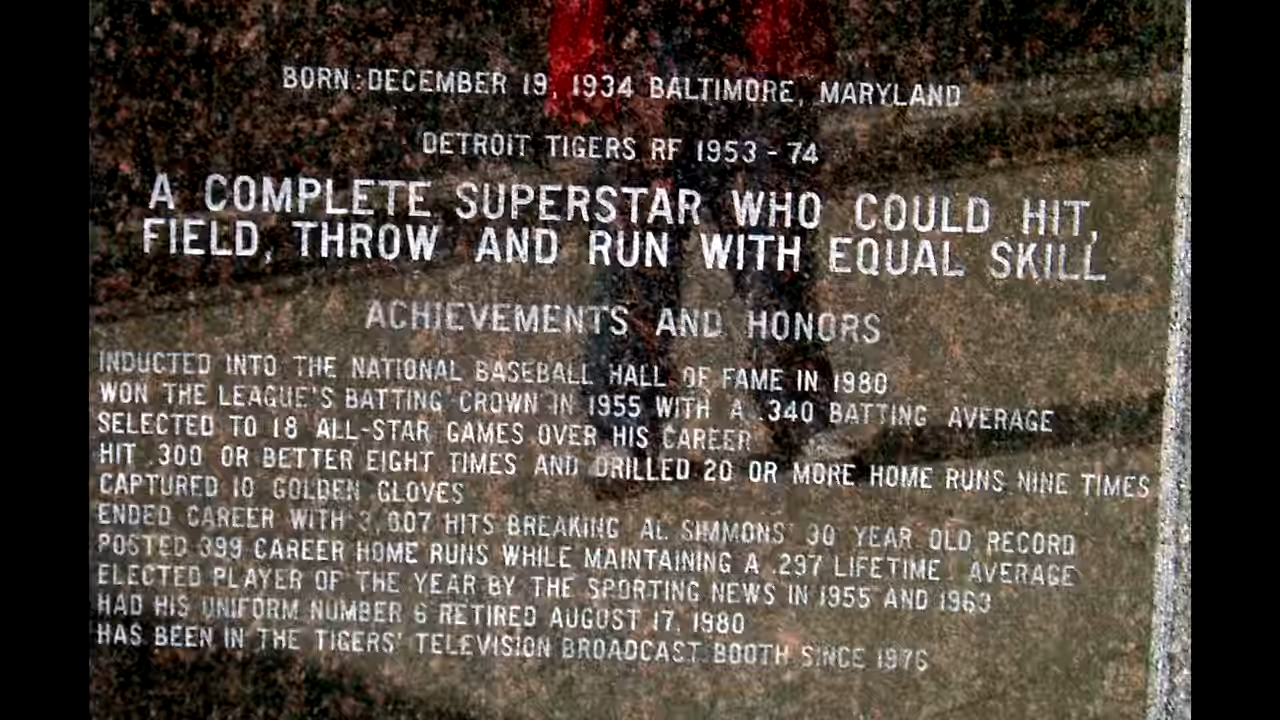 BORN: DECEMBER 19, 1934 BALTIMORE, MARYLAND
DETROIT TIGERS RF 1953 - 74
A COMPLETE SUPERSTAR WHO COULD HIT,
FIELD, THROW AND RUN WITH EQUAL SKILL
ACHIEVEMENTS AND HONORS
INDUCTED INTO THE NATIONAL BASEBALL HALL OF FAME IN 1980
WON THE LEAGUE'S BATTING CROWN IN 1955 WITH A .340 BATTING AVERAGE
SELECTED TO 18 ALL-STAR GAMES OVER HIS CAREER
HIT .300 OR BETTER EIGHT TIMES AND DRILLED 20 OR MORE HOME RUNS NINE TIMES
CAPTURED 10 GOLDEN GLOVES
ENDED CAREER WITH 3,007 HITS BREAKING AL SIMMONS' 30 YEAR OLD RECORD
POSTED 399 CAREER HOME RUNS WHILE MAINTAINING A .297 LIFETIME AVERAGE
ELECTED PLAYER OF THE YEAR BY THE SPORTING NEWS IN 1955 AND 1963
HAD HIS UNIFORM NUMBER 6 RETIRED AUGUST 17, 1980
HAS BEEN IN THE TIGERS' TELEVISION BROADCAST BOOTH SINCE 1976